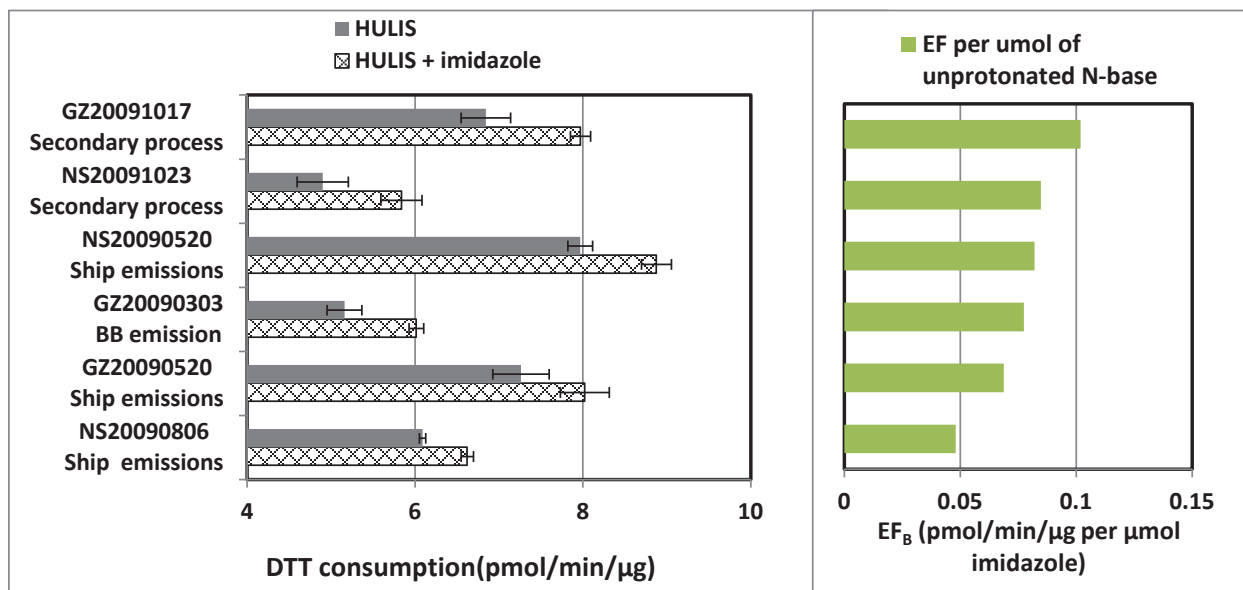 HULIS
HULIS + imidazole
GZ20091017
Secondary process
NS20091023
Secondary process
NS20090520
Ship emissions
GZ20090303
BB emission
GZ20090520
Ship emissions
NS20090806
Ship emissions
4 6 8 10
DTT consumption(pmol/min/µg)
EF per umol of
unprotonated N-base
0 0.05 0.1 0.15
EF_B (pmol/min/µg per µmol
imidazole)